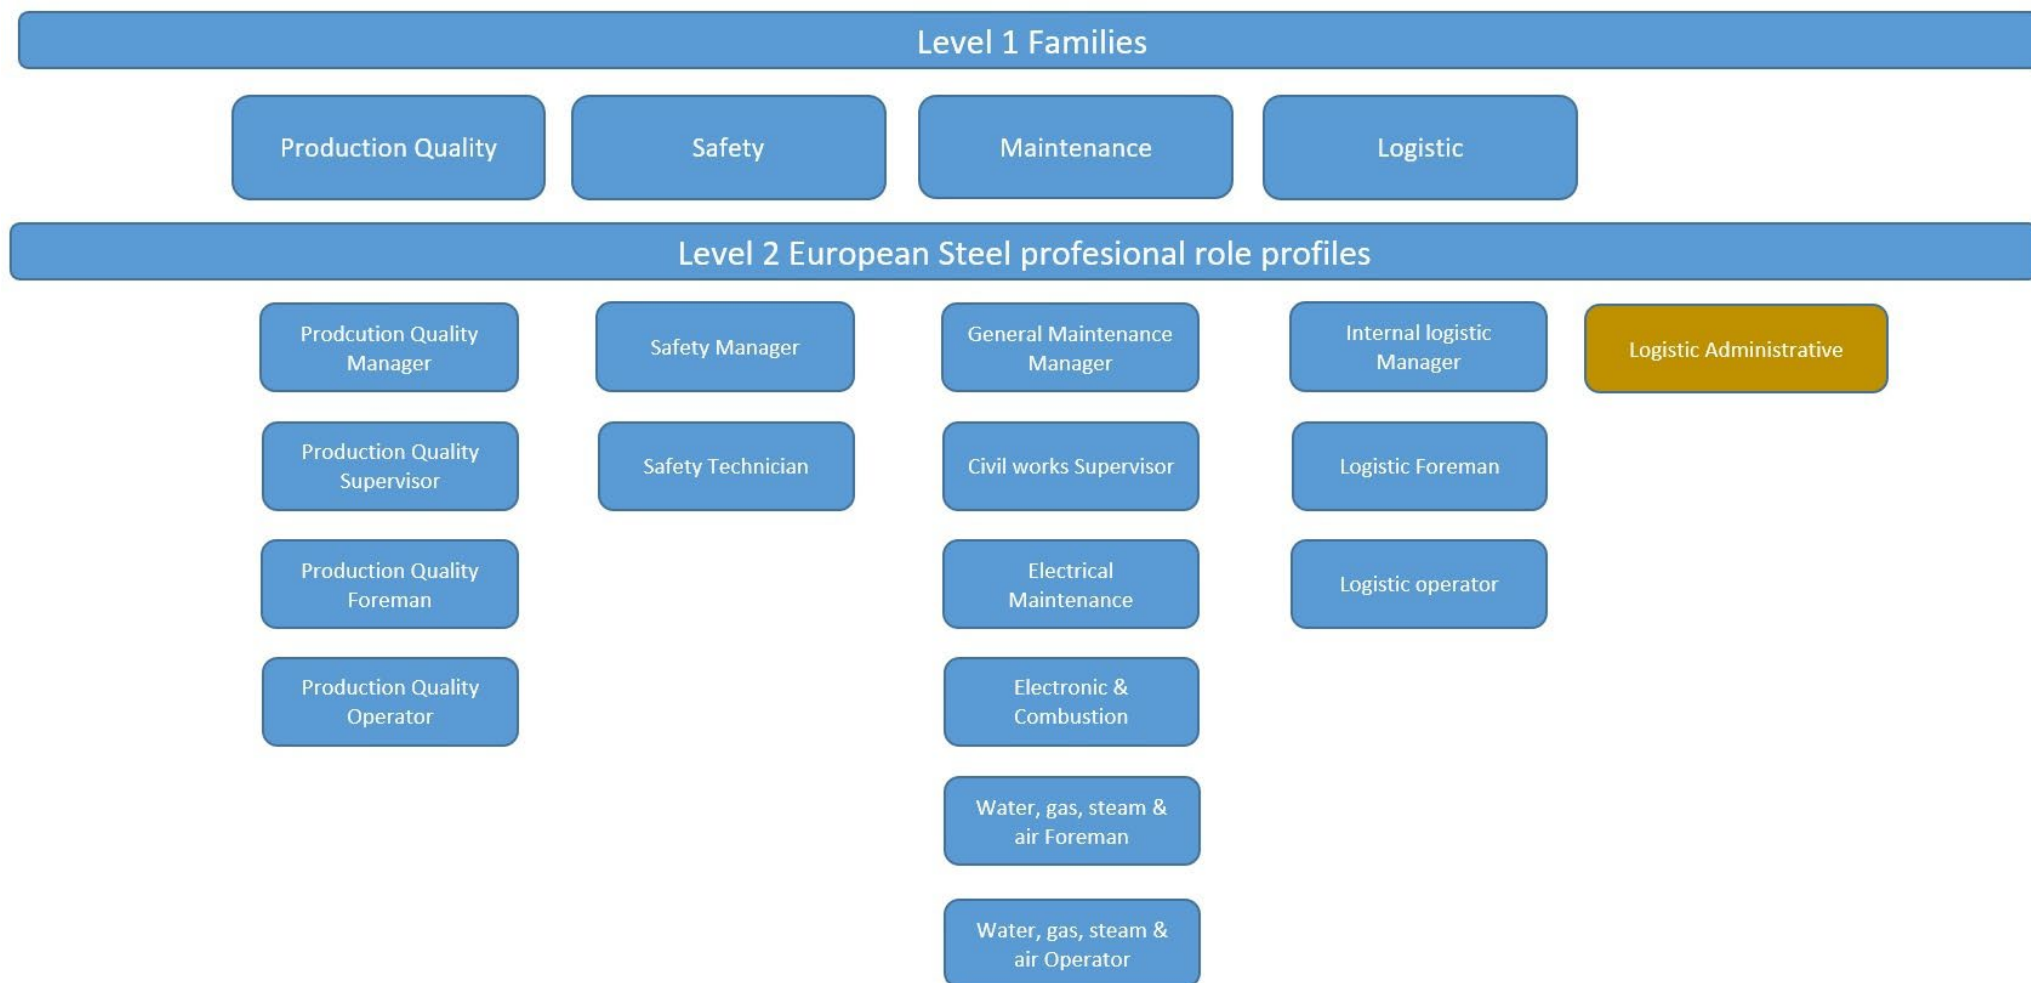 Level 1 Families
Production Quality
Safety
Maintenance
Logistic
Level 2 European Steel profesional role profiles
Prodcution Quality
Manager
Safety Manager
General Maintenance
Manager
Internal logistic
Manager
Logistic Administrative
Production Quality
Supervisor
Safety Technician
Civil works Supervisor
Logistic Foreman
Production Quality
Foreman
Electrical
Maintenance
Logistic operator
Production Quality
Operator
Electronic &
Combustion
Water, gas, steam &
air Foreman
Water, gas, steam &
air Operator